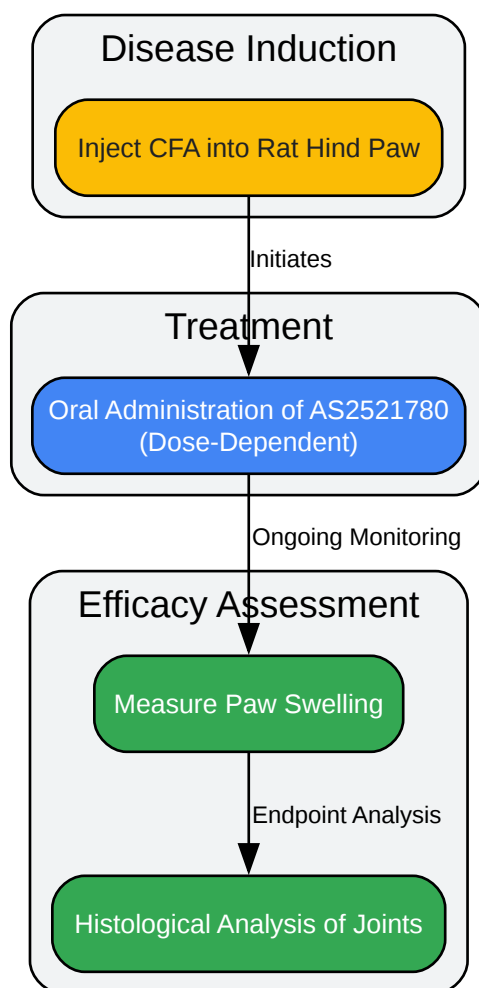 Disease Induction
Inject CFA into Rat Hind Paw
Initiates
Treatment
Oral Administration of AS2521780
(Dose-Dependent)
Ongoing Monitoring
Efficacy Assessment
Measure Paw Swelling
Endpoint Analysis
Histological Analysis of Joints